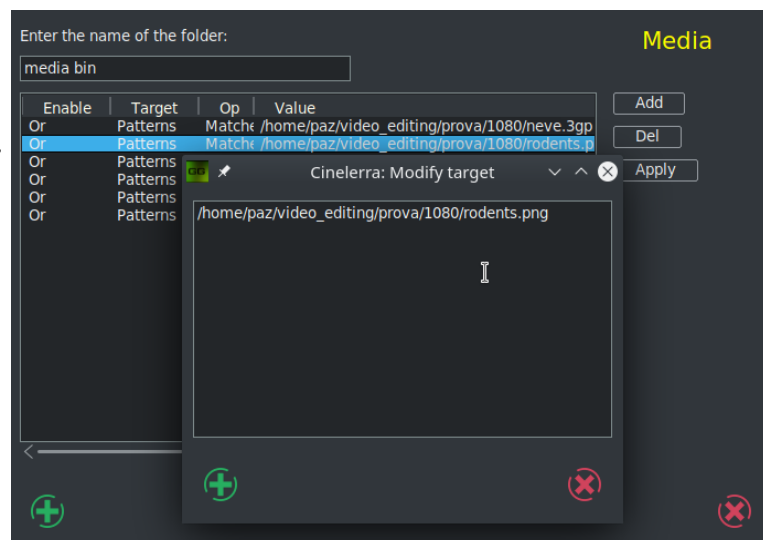 Enter the name of the folder:
Media
media bin
Enable Target Op Value
Add
Or Patterns Matche /home/paz/video_editing/prova/1080/neve.3gp
Or Patterns Matche /home/paz/video_editing/prova/1080/rodents.p
Del
Or Patterns
Or Patterns
Or Patterns
Or Patterns
Apply
Cinelerra: Modify target
/home/paz/video_editing/prova/1080/rodents.png